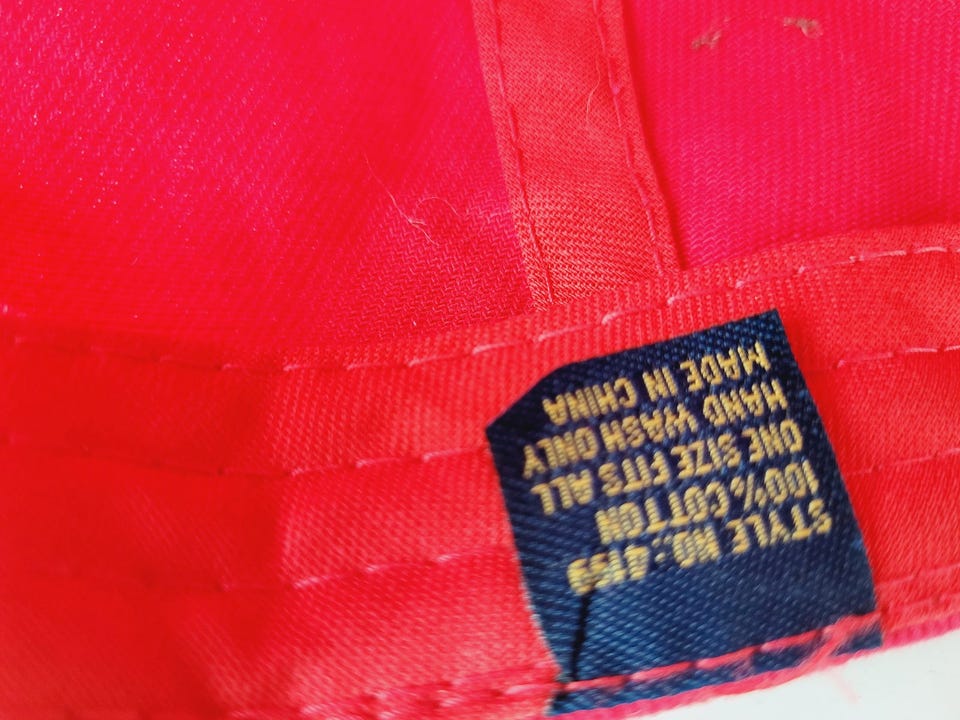 STYLE NO.:
100% COTTON
ONE SIZE FITS ALL
HAND WASH ONLY
MADE IN CHINA